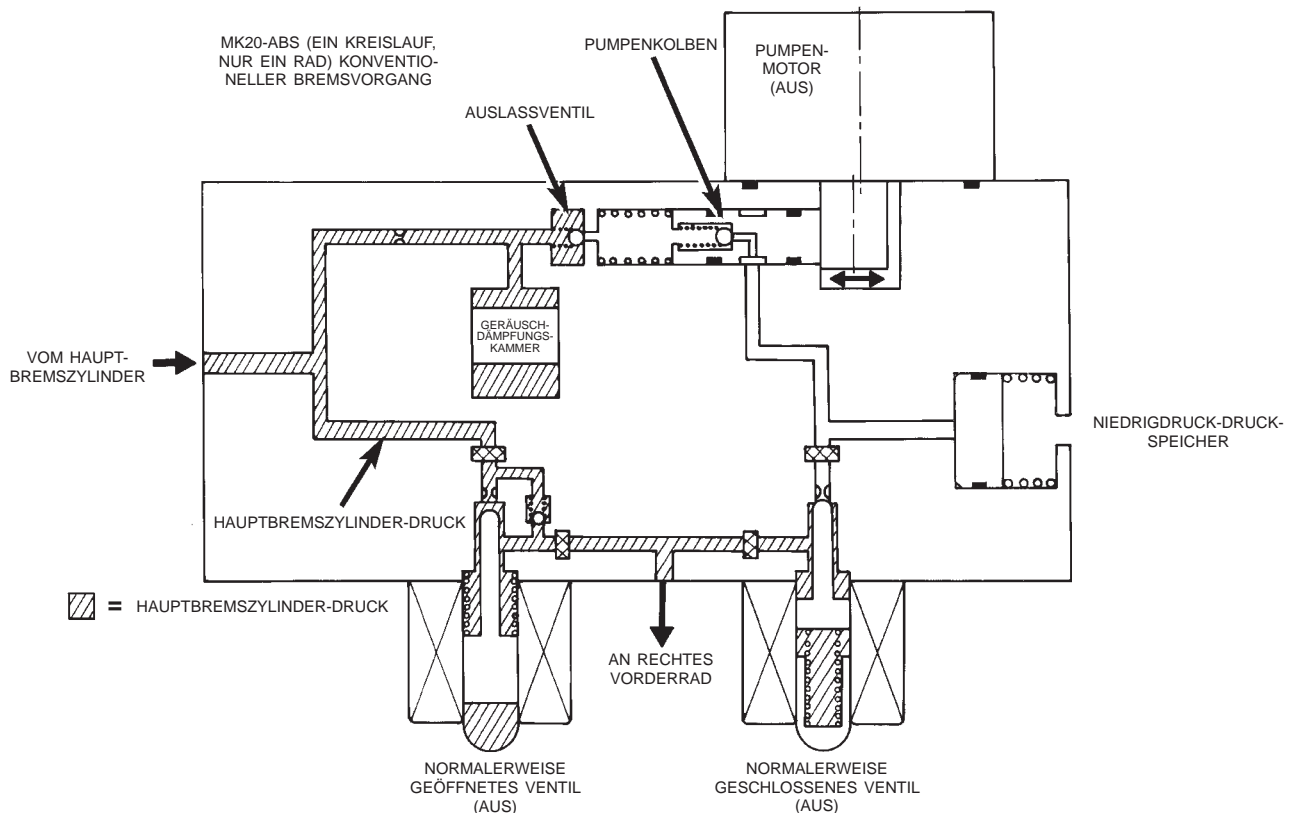 MK20-ABS (EIN KREISLAUF,
NUR EIN RAD) KONVENTIO-
NELLER BREMSVORGANG
PUMPENKOLBEN
PUMPEN-
MOTOR
(AUS)
AUSLASSVENTIL
GERÄUSCH-
DÄMPFUNGS-
KAMMER
VOM HAUPT-
BREMSZYLINDER
NIEDRIGDRUCK-DRUCK-
SPEICHER
HAUPTBREMSZYLINDER-DRUCK
= HAUPTBREMSZYLINDER-DRUCK
AN RECHTES
VORDERRAD
NORMALERWEISE
GEÖFFNETES VENTIL
(AUS)
NORMALERWEISE
GESCHLOSSENES VENTIL
(AUS)